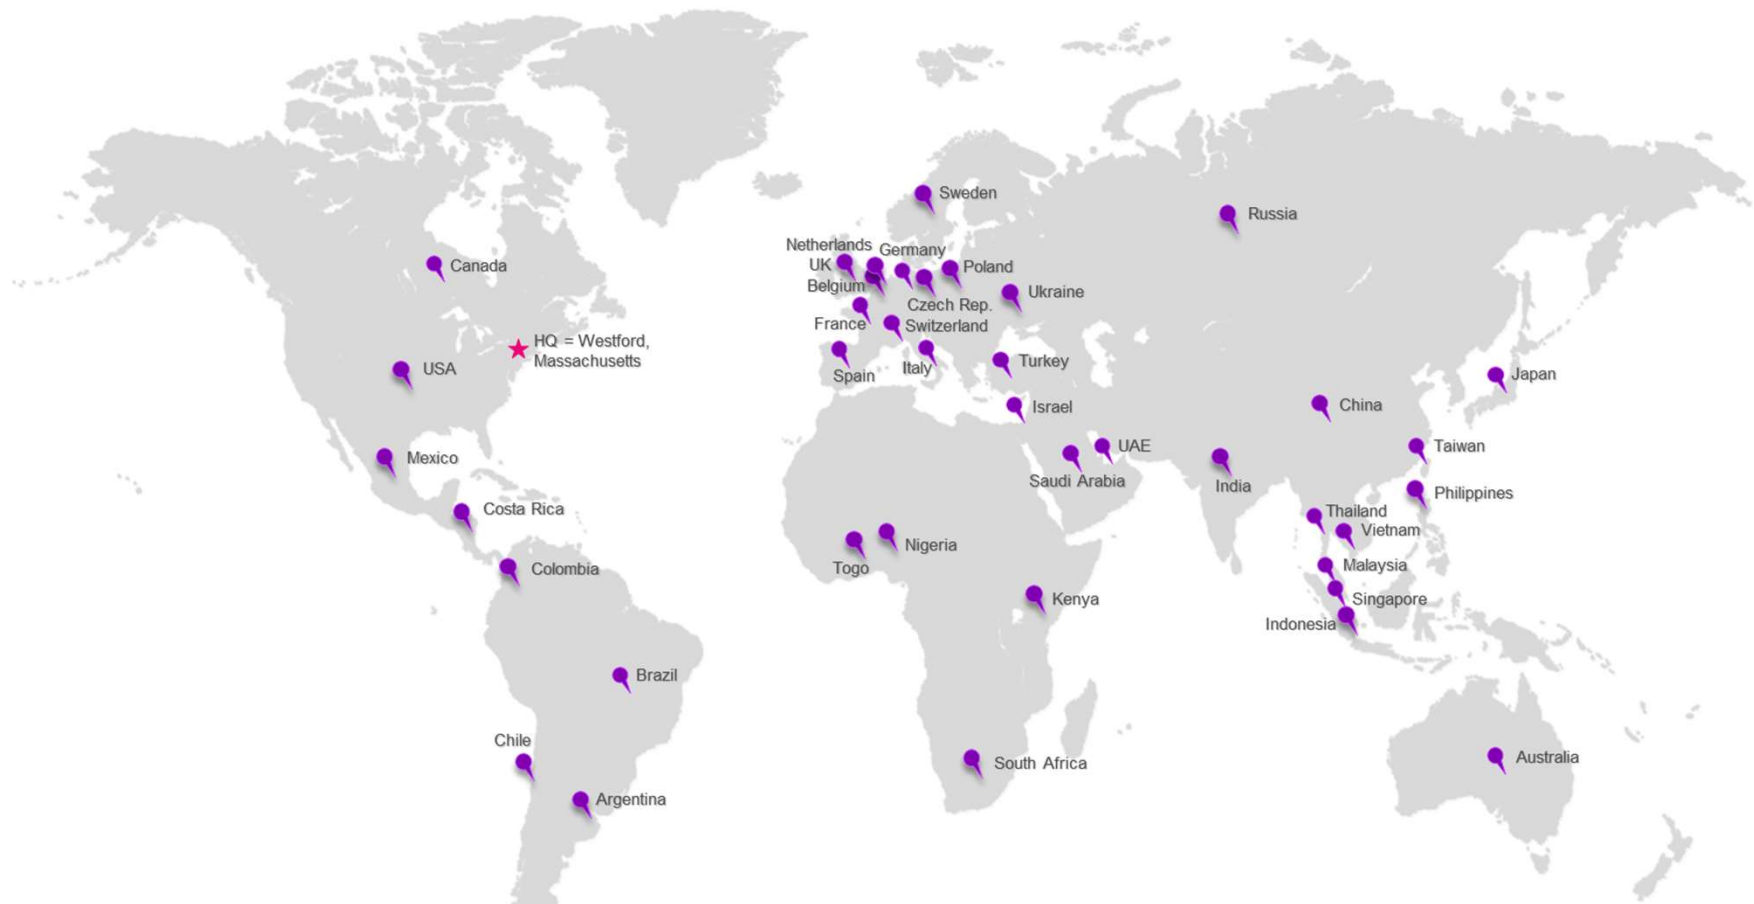 Sweden
Russia
Netherlands
Germany
UK
Belgium
Poland
Canada
Ukraine
Czech Rep.
France
Switzerland
HQ = Westford,
Massachusetts
USA
Spain
Italy
Turkey
Japan
Israel
China
UAE
Taiwan
Mexico
Saudi Arabia
India
Philippines
Costa Rica
Thailand
Vietnam
Nigeria
Togo
Colombia
Malaysia
Kenya
Singapore
Indonesia
Brazil
Chile
South Africa
Australia
Argentina